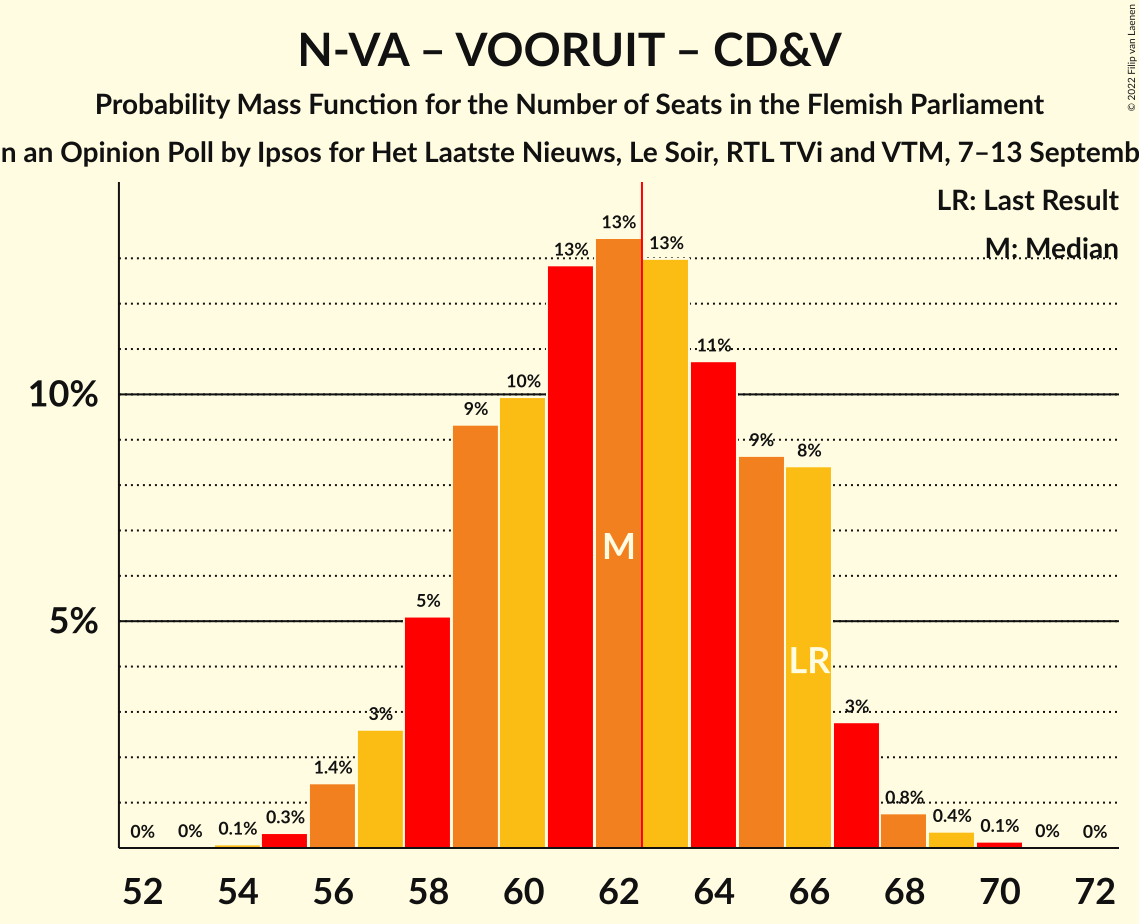 N-VA – VOORUIT – CD&V
Probability Mass Function for the Number of Seats in the Flemish Parliament
n an Opinion Poll by Ipsos for Het Laatste Nieuws, Le Soir, RTL TVi and VTM, 7–13 Septemb
© 2022 Filip van Laenen
LR: Last Result
M: Median
10%
5%
0% 0% 0.1% 0.3% 1.4% 3% 5% 9% 10% 13% 13% 13% 11% 9% 8% 3% 0.8% 0.4% 0.1% 0% 0%
M
LR
52 54 56 58 60 62 64 66 68 70 72